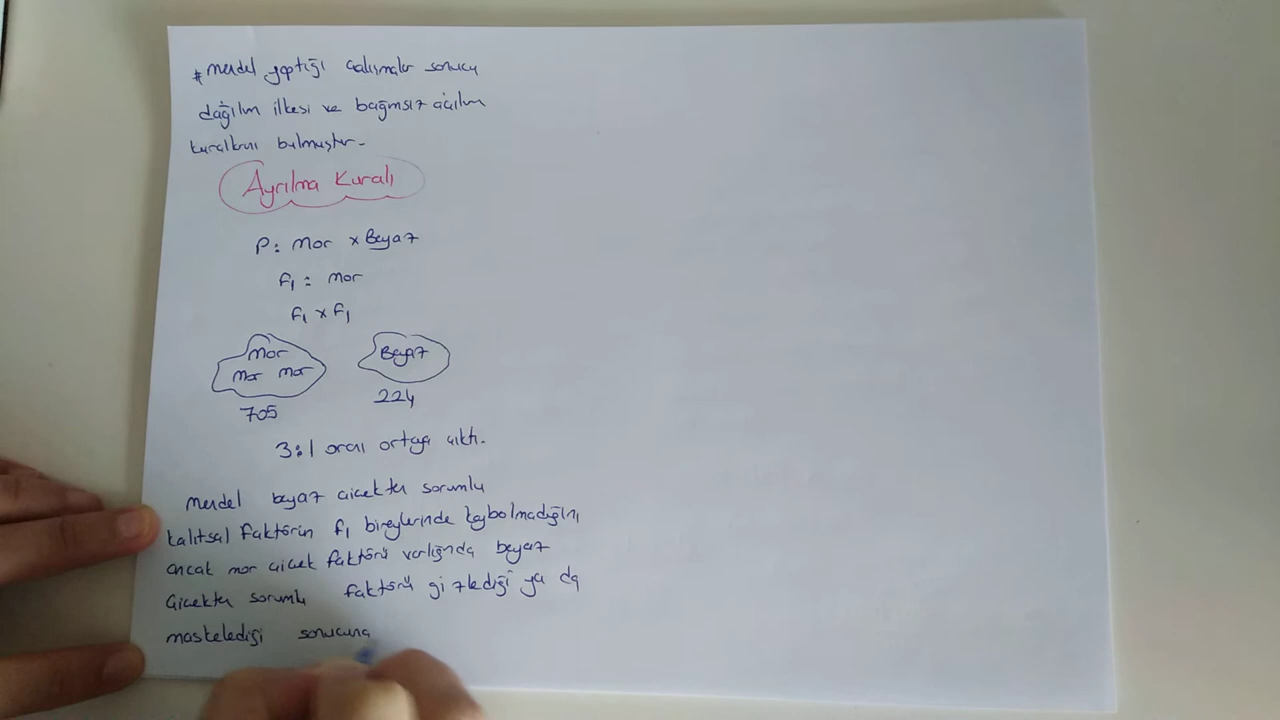 # Mendel yaptığı çalışmalar sonucu
dağılım ilkesi ve bağımsız açılım
kurallarını bulmuştur.
Ayrılma Kuralı
P: Mor x Beyaz
F₁ : Mor
F₁ x F₁
Mor
Mor Mor
Beyaz
705
224
3:1 oranı ortaya çıktı.
Mendel beyaz çiçekten sorumlu
kalıtsal faktörün F₁ bireylerinde kaybolmadığını
ancak mor çiçek faktörü varlığında beyaz
çiçekten sorumlu faktörü gizlediği ya da
maskelediği sonucuna